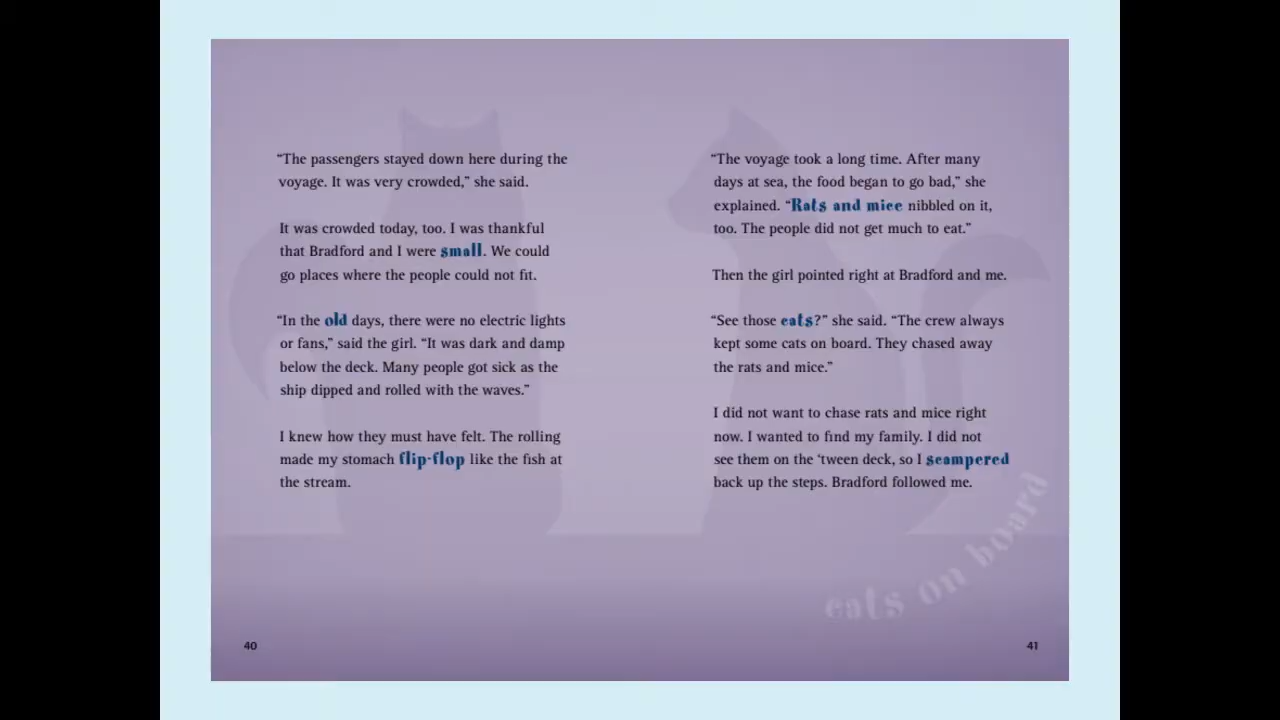 “The passengers stayed down here during the
voyage. It was very crowded,” she said.
It was crowded today, too. I was thankful
that Bradford and I were small. We could
go places where the people could not fit.
“In the old days, there were no electric lights
or fans,” said the girl. “It was dark and damp
below the deck. Many people got sick as the
ship dipped and rolled with the waves.”
I knew how they must have felt. The rolling
made my stomach flip-flop like the fish at
the stream.
40
“The voyage took a long time. After many
days at sea, the food began to go bad,” she
explained. “Rats and mice nibbled on it,
too. The people did not get much to eat.”
Then the girl pointed right at Bradford and me.
“See those cats?” she said. “The crew always
kept some cats on board. They chased away
the rats and mice.”
I did not want to chase rats and mice right
now. I wanted to find my family. I did not
see them on the ‘tween deck, so I scampered
back up the steps. Bradford followed me.
cats on board
41